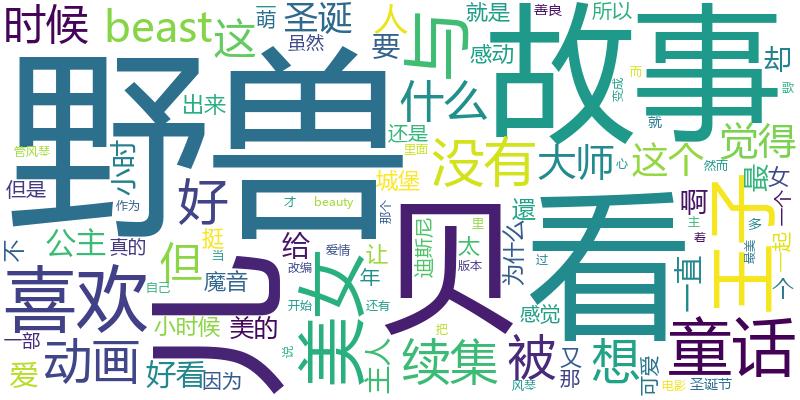 时候
beast
这
萌
圣诞
虽然
人
要
与
就是
感动
善良
所以
故事
却
野兽
出来
什么
觉得
管风琴
小时
还是
里面
没有
大师
这个
心
就
变成
而
歌
然而
但是
作为
好
城堡
最
女
一个
不
公主
真的
但
挺
给
才
beauty
那个
贝
迪斯尼
里
太
還
为什么
看
啊
主
着
多
王子
最美
一起
喜欢
儿
魔音
当
自己
美女
改编
爱情
让
年
版本
开始
还有
过
感觉
一直
个
一部
小时候
美的
动画
爱
好看
因为
主人
续集
把
风琴
被
又
那
想
可爱
童话
电影
圣诞节